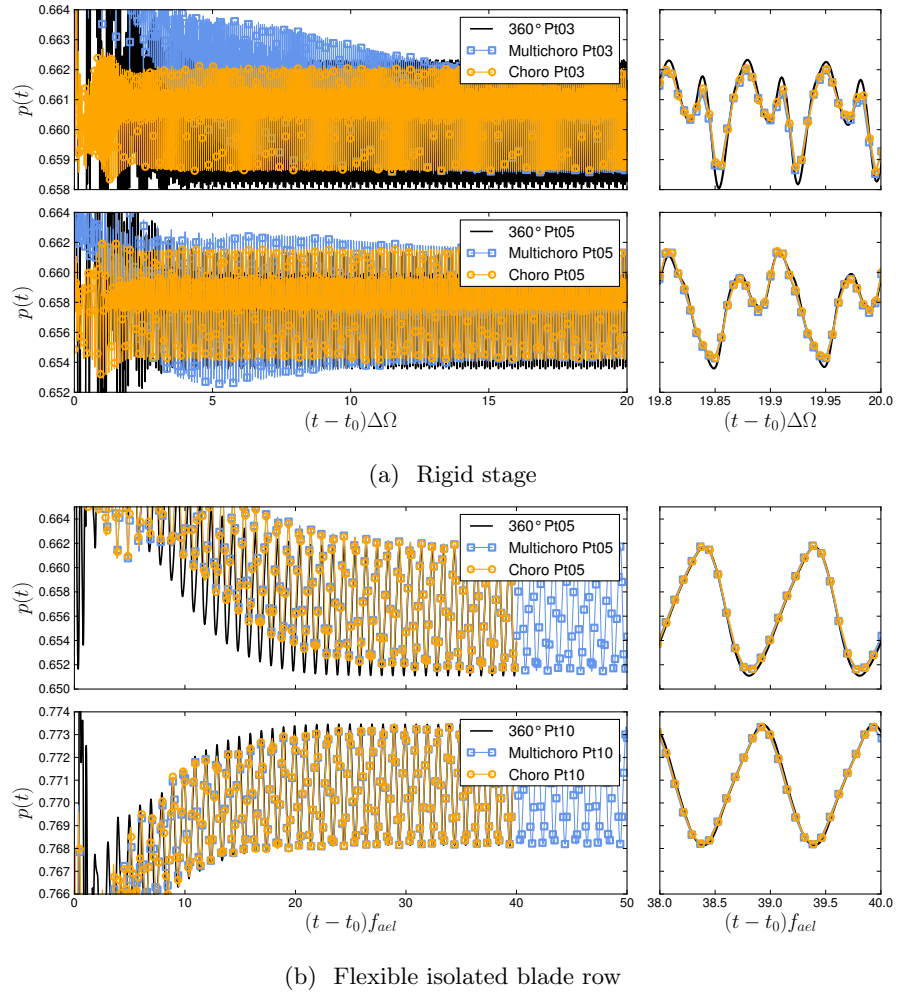 0.664
0.663
0.662
0.661
0.660
0.659
0.658
p(t)
360° Pt03
Multichoro Pt03
Choro Pt03
0.664
0.662
0.660
0.658
0.656
0.654
0.652
p(t)
360° Pt05
Multichoro Pt05
Choro Pt05
0 5 10 15 20
19.8 19.85 19.9 19.95 20.0
(t − t₀)ΔΩ
(t − t₀)ΔΩ
(a) Rigid stage
0.664
0.662
0.660
0.658
0.656
0.654
0.652
0.650
p(t)
360° Pt05
Multichoro Pt05
Choro Pt05
0.774
0.773
0.772
0.771
0.770
0.769
0.768
0.767
0.766
p(t)
360° Pt10
Multichoro Pt10
Choro Pt10
0 10 20 30 40 50
38.0 38.5 39.0 39.5 40.0
(t − t₀)fₐₑₗ
(t − t₀)fₐₑₗ
(b) Flexible isolated blade row